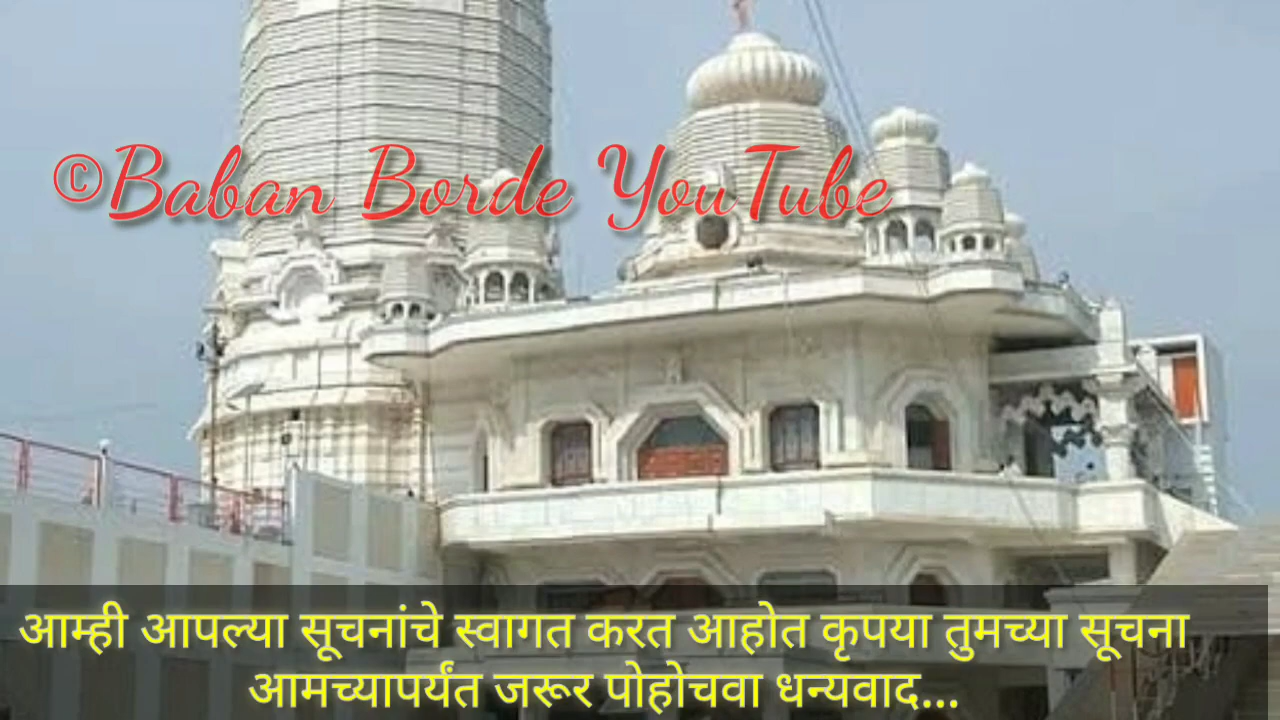 ©Baban Borde YouTube
आम्ही आपल्या सूचनांचे स्वागत करत आहोत कृपया तुमच्या सूचना
आमच्यापर्यंत जरूर पोहोचवा धन्यवाद...